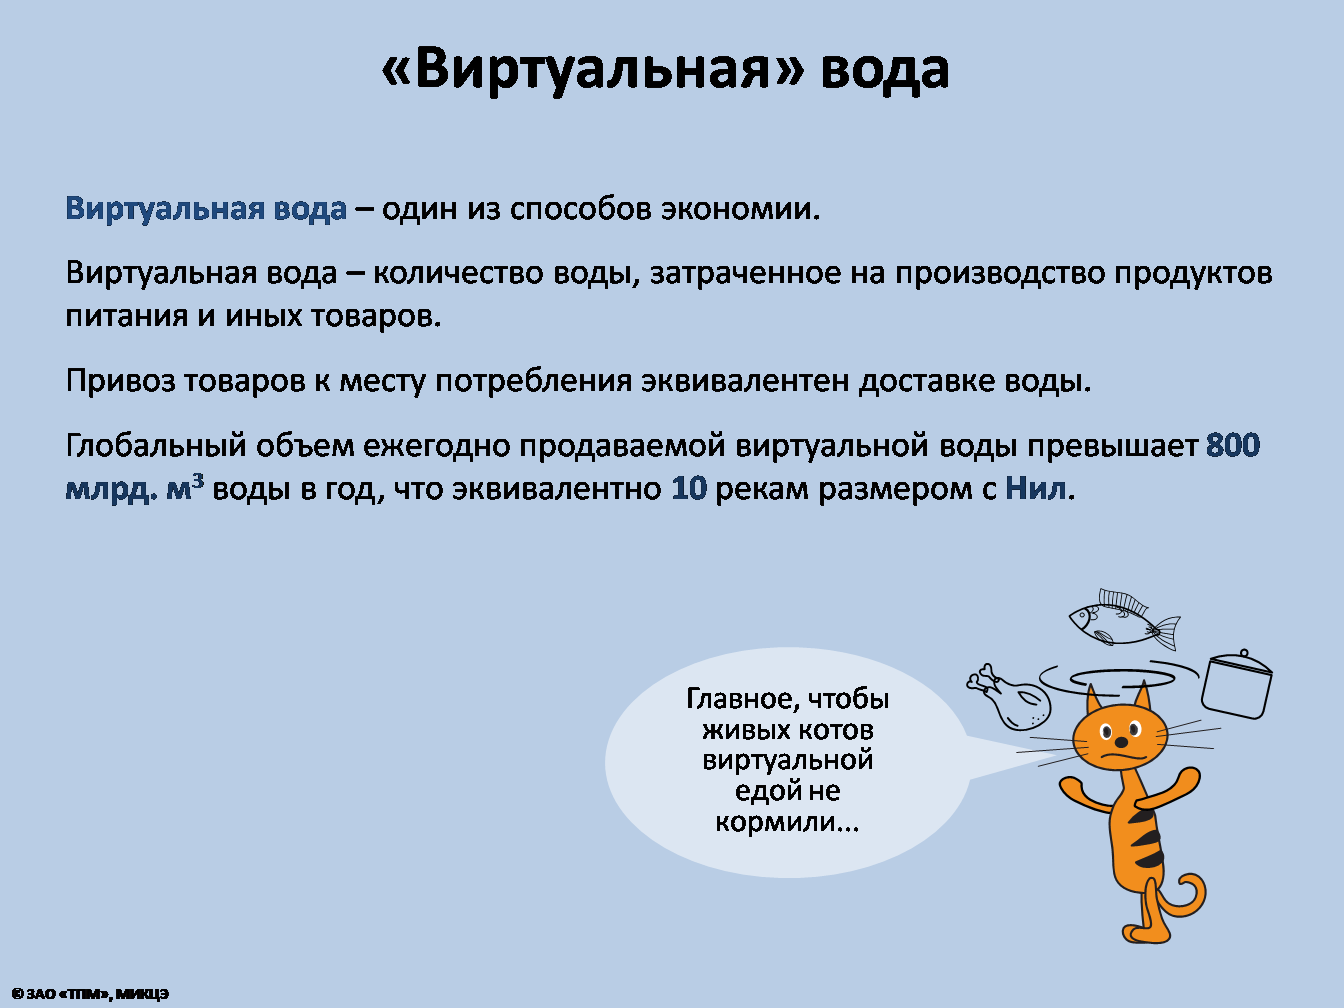 «Виртуальная» вода
Виртуальная вода – один из способов экономии.
Виртуальная вода – количество воды, затраченное на производство продуктов
питания и иных товаров.
Привоз товаров к месту потребления эквивалентен доставке воды.
Глобальный объем ежегодно продаваемой виртуальной воды превышает 800
млрд. м³ воды в год, что эквивалентно 10 рекам размером с Нил.
Главное, чтобы
живых котов
виртуальной
едой не
кормили...
© ЗАО «ТПМ», МИКЦЭ